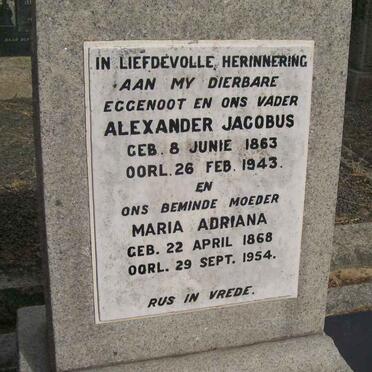 IN LIEFDEVOLLE HERINNERING
AAN MY DIERBARE
EGGENOOT EN ONS VADER
ALEXANDER JACOBUS
GEB. 8 JUNIE 1863
OORL. 26 FEB. 1943.
EN
ONS BEMINDE MOEDER
MARIA ADRIANA
GEB. 22 APRIL 1868
OORL. 29 SEPT. 1954.
RUS IN VREDE.